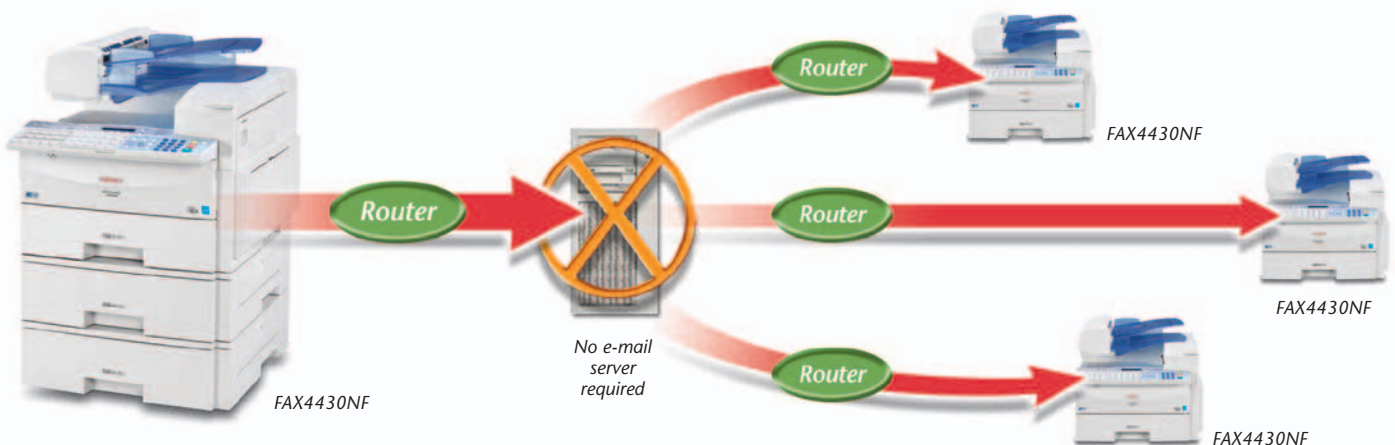 Router
FAX4430NF
Router
Router
FAX4430NF
No e-mail
server
required
Router
FAX4430NF
FAX4430NF